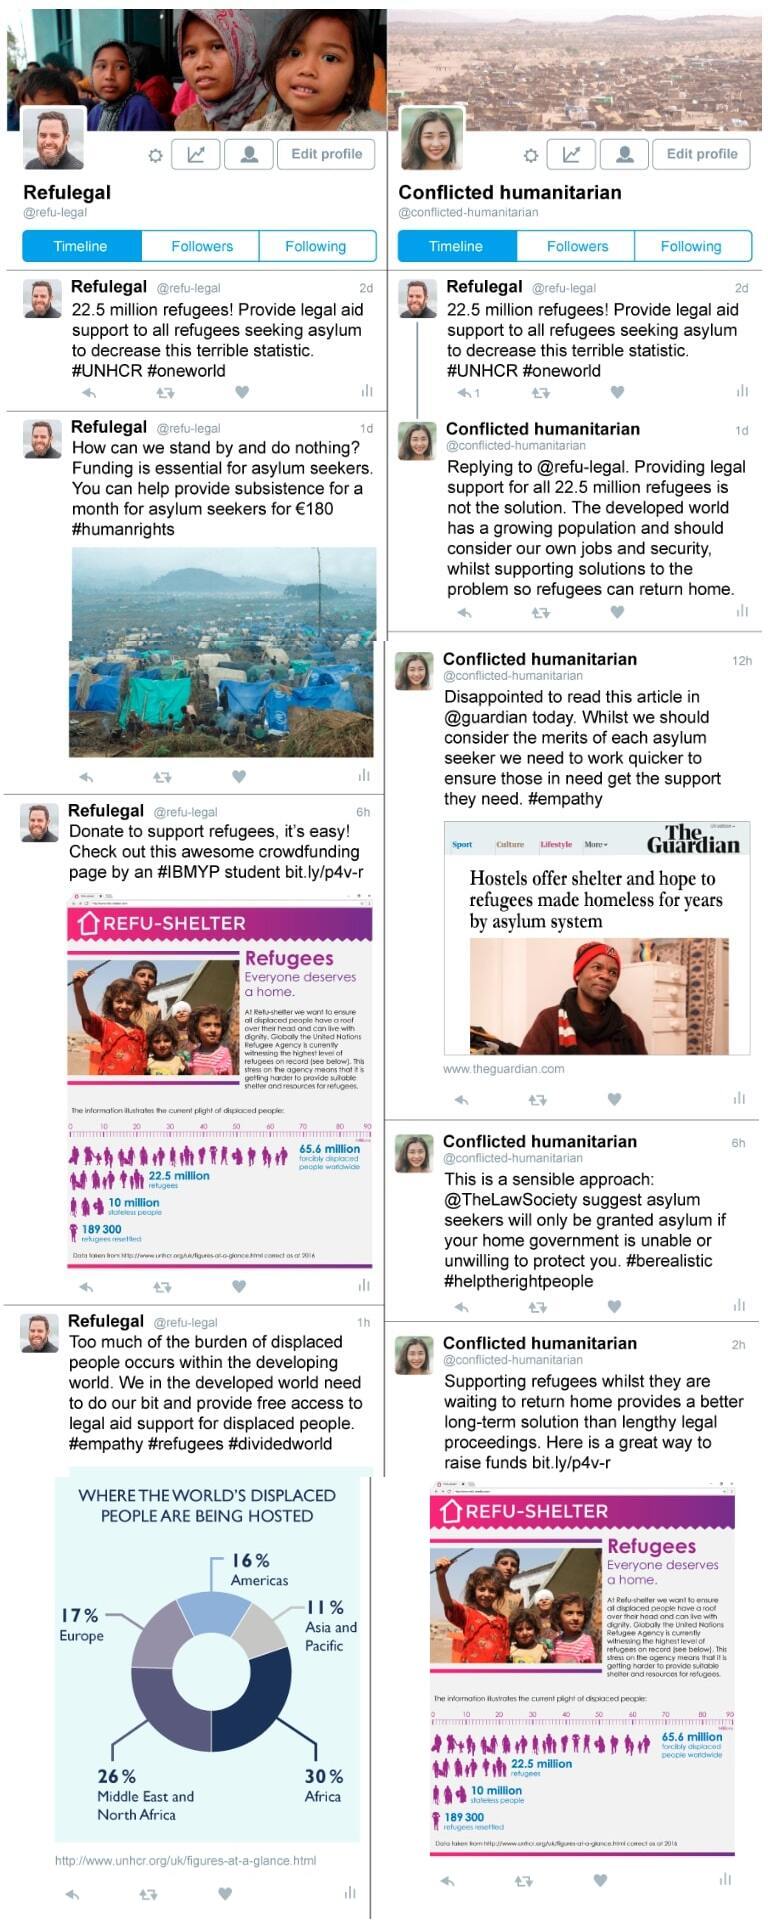 Edit profile
Refulegal
@refu-legal
Timeline
Followers
Following
Refulegal @refu-legal 2d
22.5 million refugees! Provide legal aid
support to all refugees seeking asylum
to decrease this terrible statistic.
#UNHCR #oneworld
Refulegal @refu-legal 1d
How can we stand by and do nothing?
Funding is essential for asylum seekers.
You can help provide subsistence for a
month for asylum seekers for €180
#humanrights
Refulegal @refu-legal 6h
Donate to support refugees, it's easy!
Check out this awesome crowdfunding
page by an #IBMYP student bit.ly/p4v-r
REFU-SHELTER
Refugees
Everyone deserves
a home.
At Refu-shelter we want to ensure
all displaced people have a roof
over their head and can live with
dignity. Globally the United Nations
Refugee Agency is currently
witnessing the highest level of
refugees on record (see below). This
stress on the agency means that it is
getting harder to provide suitable
shelter and resources for refugees.
The information illustrates the current plight of displaced people:
0 10 20 30 40 50 60 70 80 90
Millions
65.6 million
forcibly displaced
people worldwide
22.5 million
refugees
10 million
stateless people
189 300
refugees resettled
Data taken from http://www.unhcr.org/uk/figures-at-a-glance.html correct as at 2016
Refulegal @refu-legal 1h
Too much of the burden of displaced
people occurs within the developing
world. We in the developed world need
to do our bit and provide free access to
legal aid support for displaced people.
#empathy #refugees #dividedworld
WHERE THE WORLD'S DISPLACED
PEOPLE ARE BEING HOSTED
16%
Americas
11%
Asia and
Pacific
17%
Europe
26%
Middle East and
North Africa
30%
Africa
http://www.unhcr.org/uk/figures-at-a-glance.html
Edit profile
Conflicted humanitarian
@conflicted-humanitarian
Timeline
Followers
Following
Refulegal @refu-legal 2d
22.5 million refugees! Provide legal aid
support to all refugees seeking asylum
to decrease this terrible statistic.
#UNHCR #oneworld
1
Conflicted humanitarian 1d
@conflicted-humanitarian
Replying to @refu-legal. Providing legal
support for all 22.5 million refugees is
not the solution. The developed world
has a growing population and should
consider our own jobs and security,
whilst supporting solutions to the
problem so refugees can return home.
Conflicted humanitarian 12h
@conflicted-humanitarian
Disappointed to read this article in
@guardian today. Whilst we should
consider the merits of each asylum
seeker we need to work quicker to
ensure those in need get the support
they need. #empathy
Sport Culture Lifestyle More
The
Guardian
Hostels offer shelter and hope to
refugees made homeless for years
by asylum system
www.theguardian.com
Conflicted humanitarian 6h
@conflicted-humanitarian
This is a sensible approach:
@TheLawSociety suggest asylum
seekers will only be granted asylum if
your home government is unable or
unwilling to protect you. #berealistic
#helptherightpeople
Conflicted humanitarian 2h
@conflicted-humanitarian
Supporting refugees whilst they are
waiting to return home provides a better
long-term solution than lengthy legal
proceedings. Here is a great way to
raise funds bit.ly/p4v-r
REFU-SHELTER
Refugees
Everyone deserves
a home.
At Refu-shelter we want to ensure
all displaced people have a roof
over their head and can live with
dignity. Globally the United Nations
Refugee Agency is currently
witnessing the highest level of
refugees on record (see below). This
stress on the agency means that it is
getting harder to provide suitable
shelter and resources for refugees.
The information illustrates the current plight of displaced people:
0 10 20 30 40 50 60 70 80 90
Millions
65.6 million
forcibly displaced
people worldwide
22.5 million
refugees
10 million
stateless people
189 300
refugees resettled
Data taken from http://www.unhcr.org/uk/figures-at-a-glance.html correct as at 2016